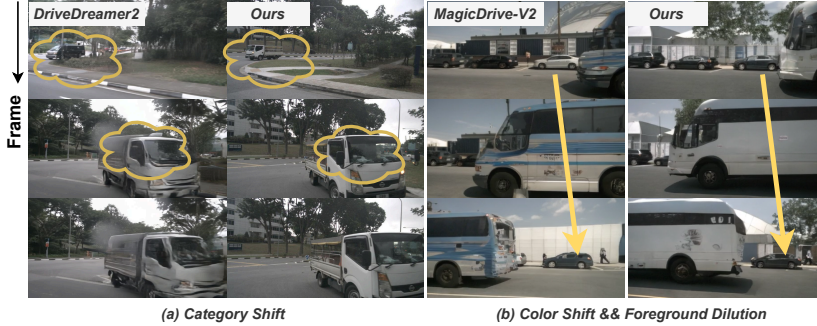 DriveDreamer2
Ours
MagicDrive-V2
Ours
Frame
(a) Category Shift
(b) Color Shift && Foreground Dilution